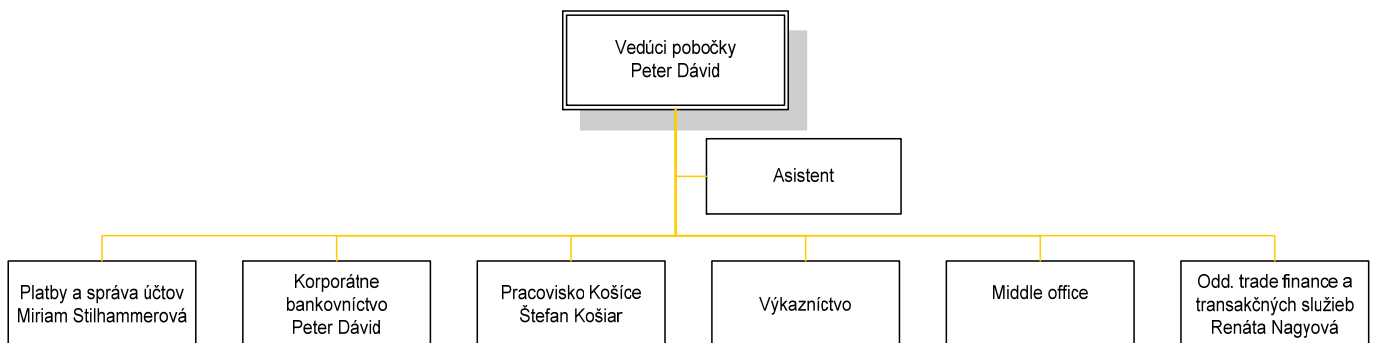 Vedúci pobočky
Peter Dávid
Asistent
Platby a správa účtov
Miriam Stilhammerová
Korporátne
bankovníctvo
Peter Dávid
Pracovisko Košíce
Štefan Košiar
Výkazníctvo
Middle office
Odd. trade finance a
transakčných služieb
Renáta Nagyová